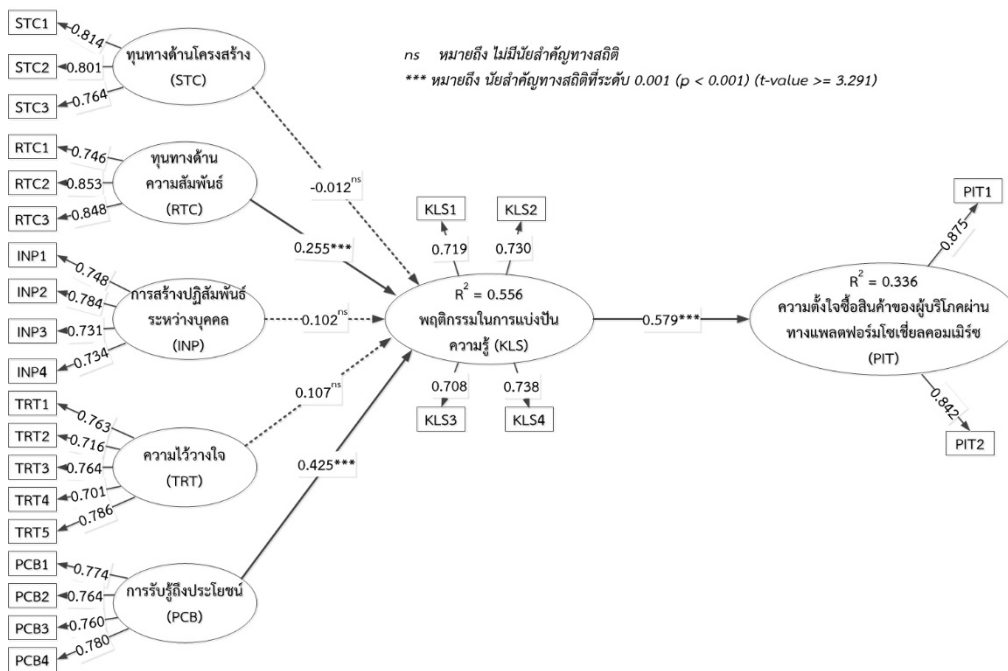 STC1
0.814
STC2
0.801
STC3
0.764
ทุนทางด้านโครงสร้าง
(STC)
ns หมายถึง ไม่มีนัยสำคัญทางสถิติ
*** หมายถึง นัยสำคัญทางสถิติที่ระดับ 0.001 (p < 0.001) (t-value >= 3.291)
RTC1
0.746
RTC2
0.853
RTC3
0.848
ทุนทางด้าน
ความสัมพันธ์
(RTC)
INP1
0.748
INP2
0.784
INP3
0.731
INP4
0.734
การสร้างปฏิสัมพันธ์
ระหว่างบุคคล
(INP)
TRT1
0.763
TRT2
0.716
TRT3
0.764
TRT4
0.701
TRT5
0.786
ความไว้วางใจ
(TRT)
PCB1
0.774
PCB2
0.764
PCB3
0.760
PCB4
0.780
การรับรู้ถึงประโยชน์
(PCB)
-0.012ns
0.255***
0.102ns
0.107ns
0.425***
KLS1
KLS2
0.719
0.730
R2 = 0.556
พฤติกรรมในการแบ่งปัน
ความรู้ (KLS)
0.708
0.738
KLS3
KLS4
0.579***
PIT1
0.875
R2 = 0.336
ความตั้งใจซื้อสินค้าของผู้บริโภคผ่าน
ทางแพลตฟอร์มโซเชี่ยลคอมเมิร์ซ
(PIT)
0.842
PIT2